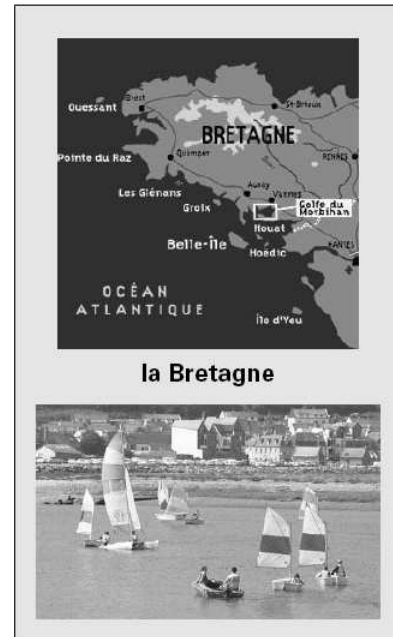 Ouessant
Brest
St-Brieuc
BRETAGNE
Pointe du Raz
Quimper
RENNES
Les Glénans
Auray
Vannes
Groix
Golfe du
Morbihan
Houat
Belle-Île
Hoëdic
NANTES
OCÉAN
ATLANTIQUE
Île d'Yeu
la Bretagne